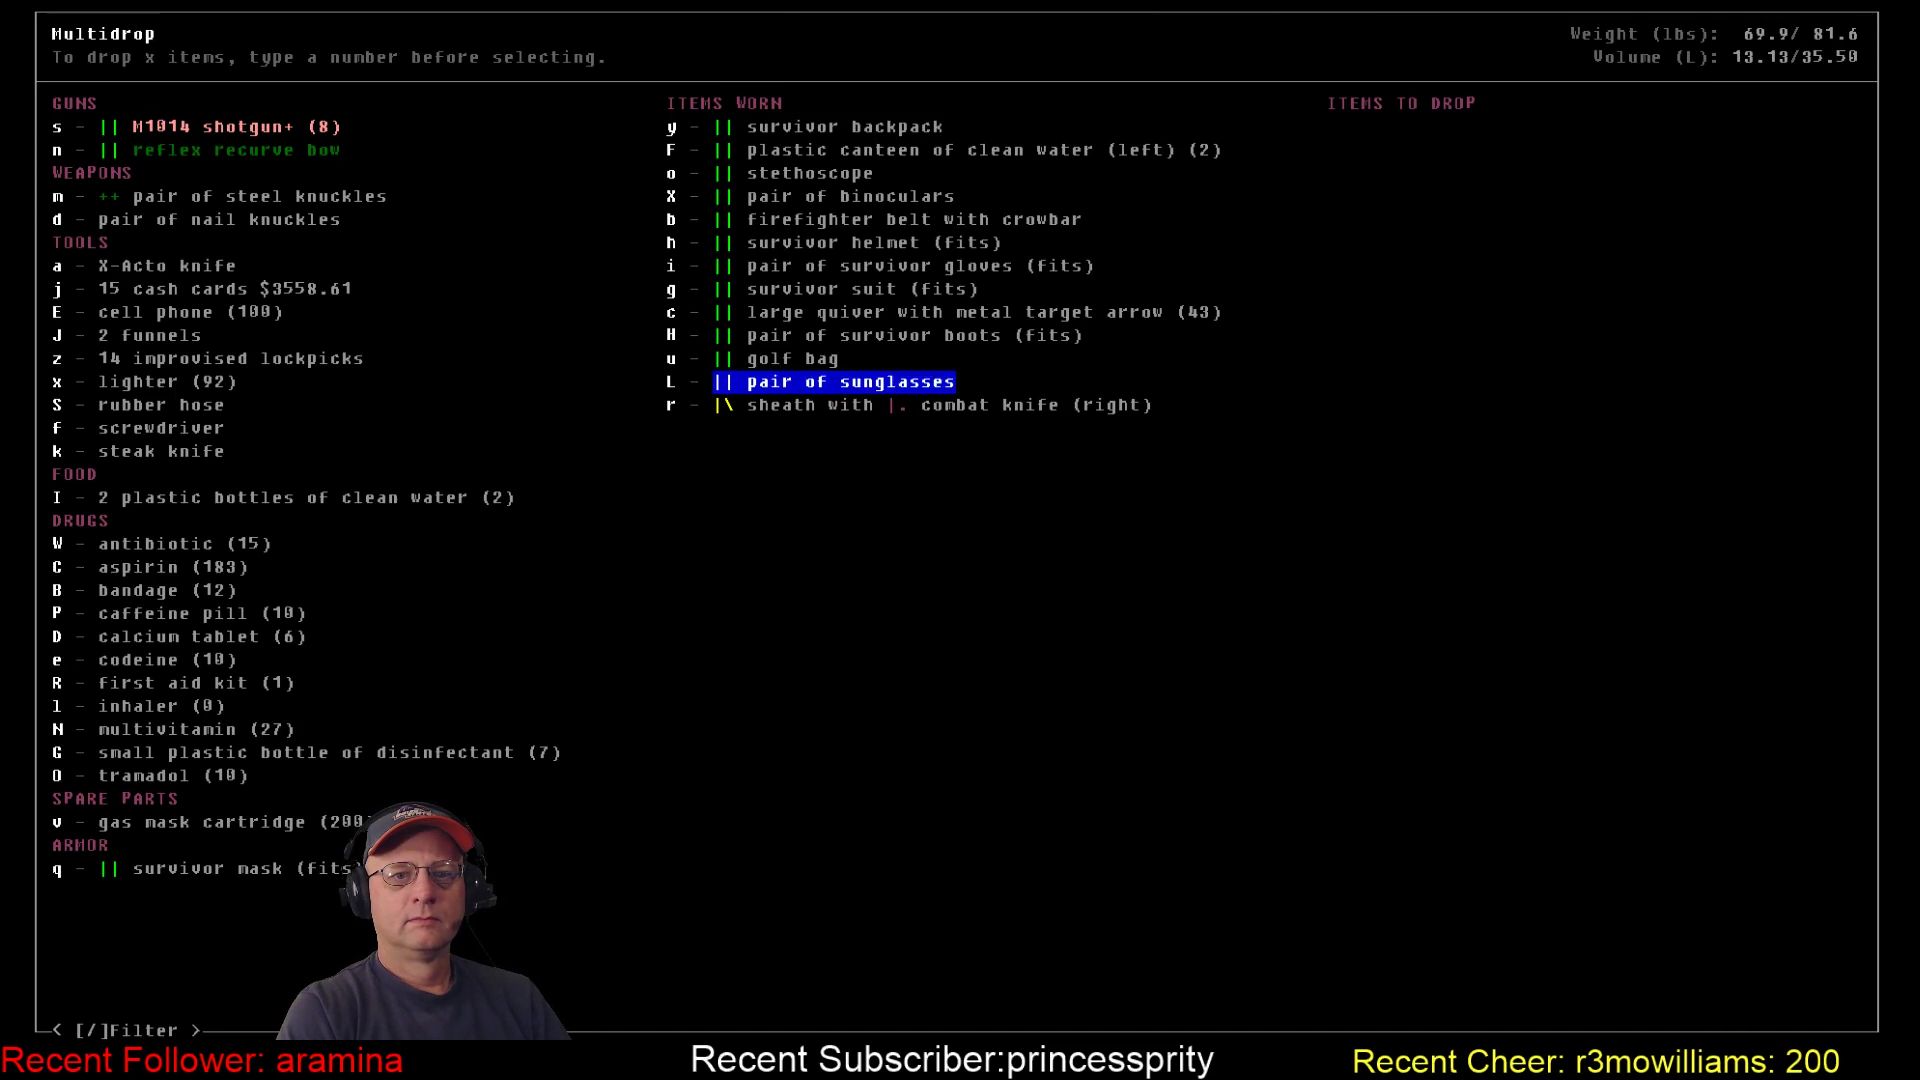 Multidrop
To drop x items, type a number before selecting.
Weight (lbs): 69.9/ 81.6
Volume (L): 13.13/35.50
GUNS
s - || M1014 shotgun+ (8)
n - || reflex recurve bow
WEAPONS
m - ++ pair of steel knuckles
d - pair of nail knuckles
TOOLS
a - X-Acto knife
j - 15 cash cards $3558.61
E - cell phone (100)
J - 2 funnels
z - 14 improvised lockpicks
x - lighter (92)
S - rubber hose
f - screwdriver
k - steak knife
FOOD
I - 2 plastic bottles of clean water (2)
DRUGS
W - antibiotic (15)
C - aspirin (183)
B - bandage (12)
P - caffeine pill (10)
D - calcium tablet (6)
e - codeine (10)
R - first aid kit (1)
l - inhaler (0)
N - multivitamin (27)
G - small plastic bottle of disinfectant (7)
O - tramadol (10)
SPARE PARTS
v - gas mask cartridge (200
ARMOR
q - || survivor mask (fits
ITEMS WORN
y - || survivor backpack
F - || plastic canteen of clean water (left) (2)
o - || stethoscope
X - || pair of binoculars
b - || firefighter belt with crowbar
h - || survivor helmet (fits)
i - || pair of survivor gloves (fits)
g - || survivor suit (fits)
c - || large quiver with metal target arrow (43)
H - || pair of survivor boots (fits)
u - || golf bag
L - || pair of sunglasses
r - |\ sheath with |. combat knife (right)
ITEMS TO DROP
< [/]Filter >
Recent Follower: aramina
Recent Subscriber:princessprity
Recent Cheer: r3mowilliams: 200